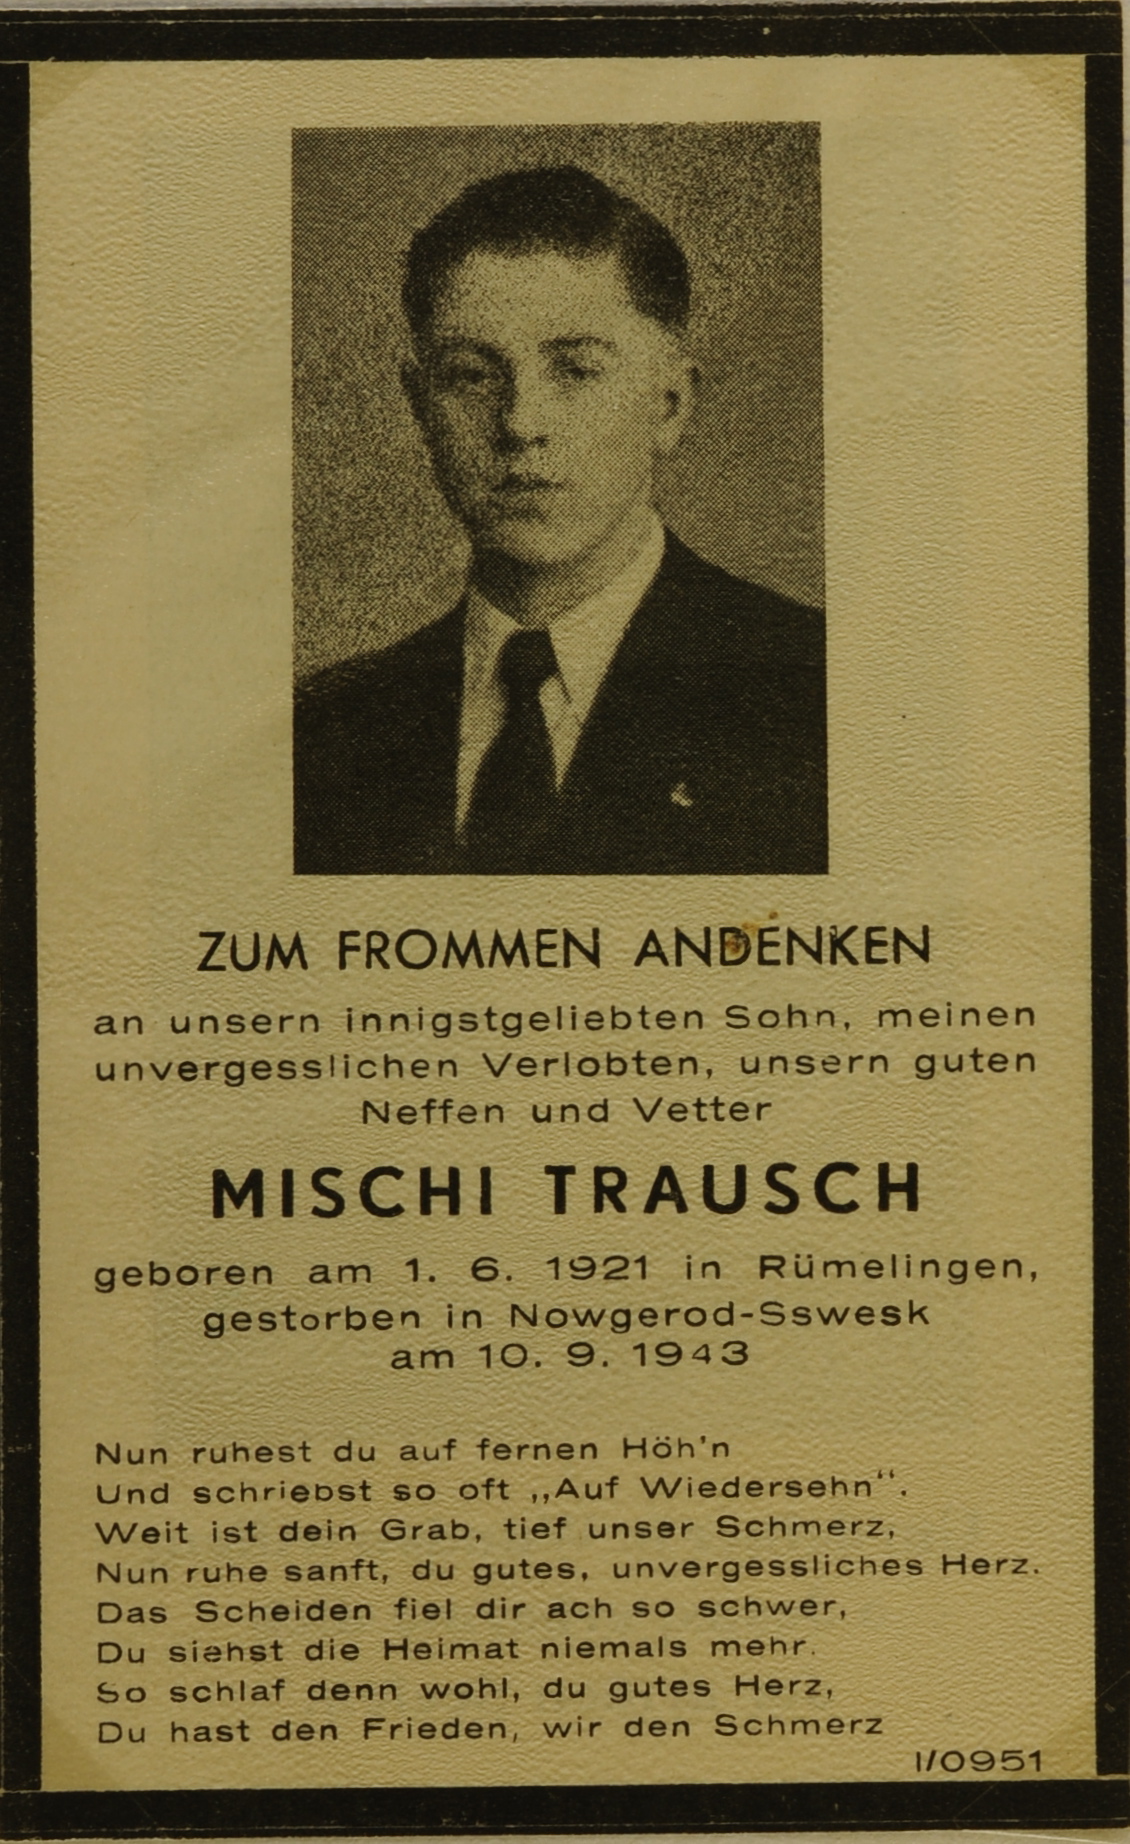 ZUM FROMMEN ANDENKEN
an unsern innigstgeliebten Sohn, meinen
unvergesslichen Verlobten, unsern guten
Neffen und Vetter
MISCHI TRAUSCH
geboren am 1. 6. 1921 in Rümelingen,
gestorben in Nowgerod-Sswesk
am 10. 9. 1943
Nun ruhest du auf fernen Höh'n
Und schriebst so oft „Auf Wiedersehn“.
Weit ist dein Grab, tief unser Schmerz,
Nun ruhe sanft, du gutes, unvergessliches Herz.
Das Scheiden fiel dir ach so schwer,
Du siehst die Heimat niemals mehr.
So schlaf denn wohl, du gutes Herz,
Du hast den Frieden, wir den Schmerz
I/0951